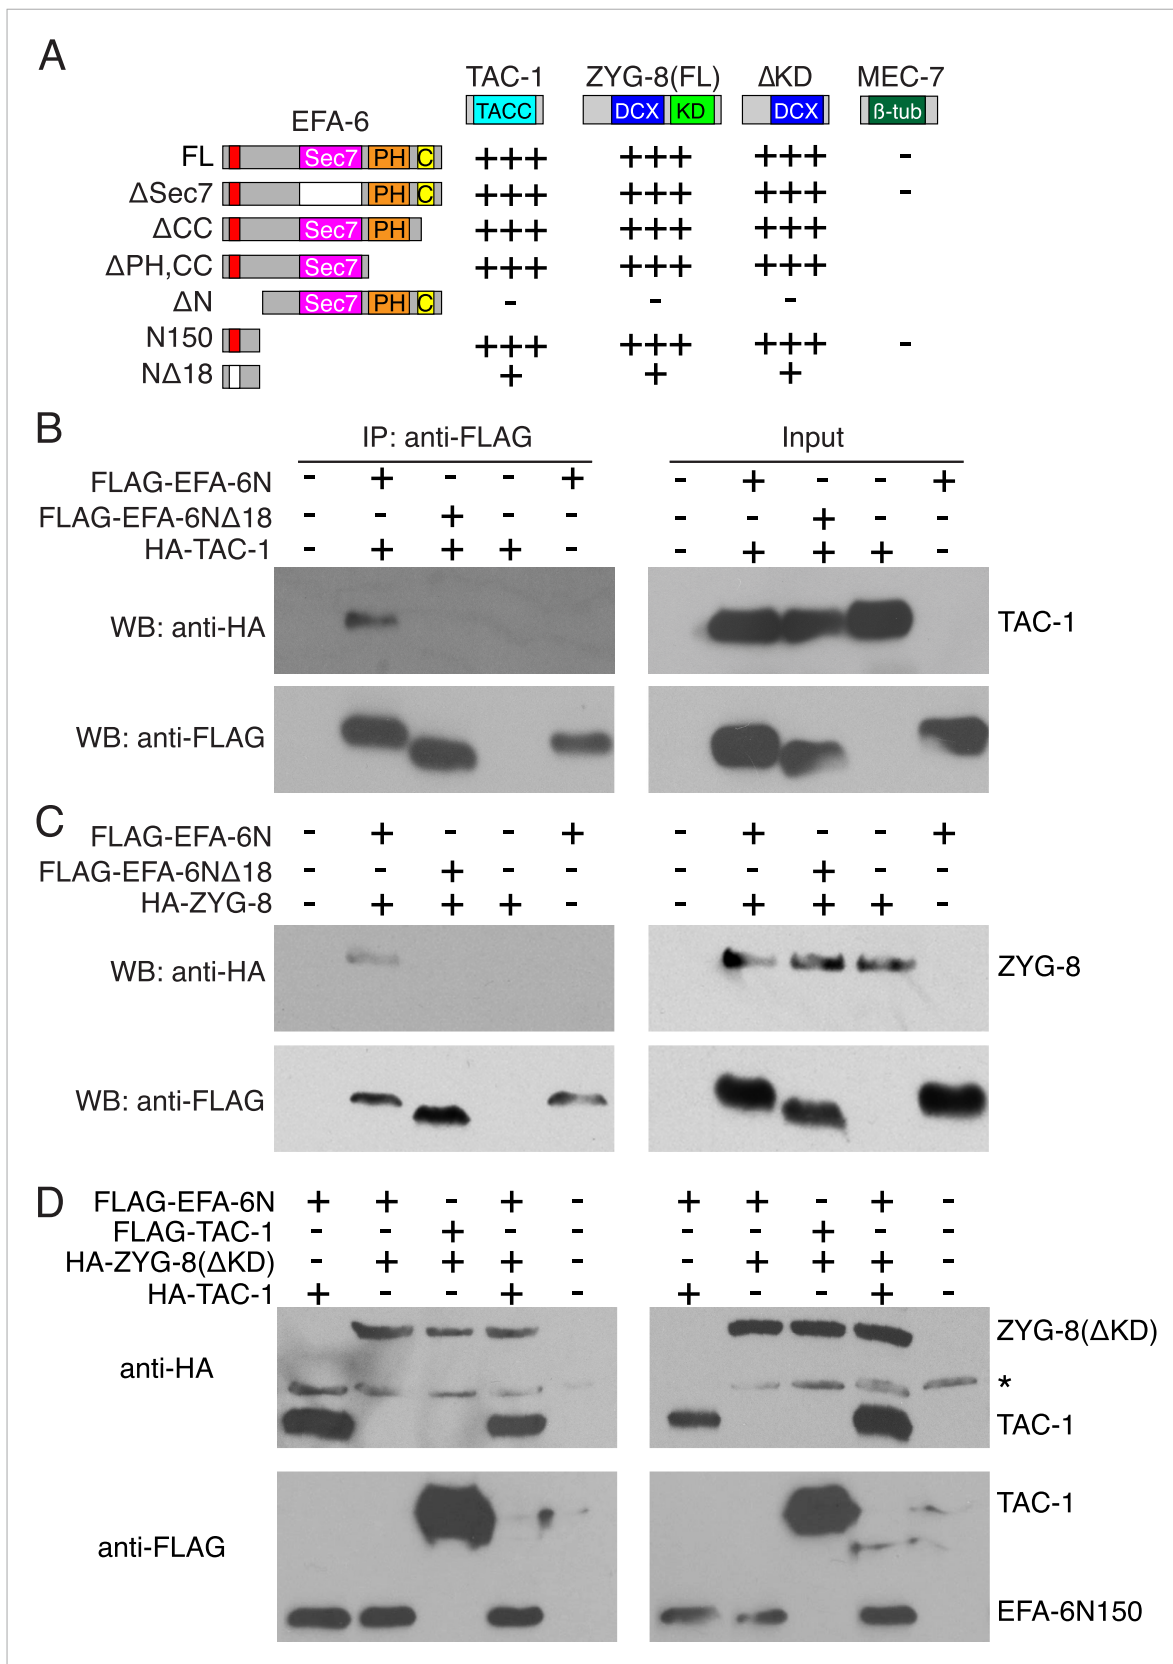 A
TAC-1 ZYG-8(FL) ΔKD MEC-7
TACC DCX KD DCX ß-tub
EFA-6
FL Sec7 PH C +++ +++ +++ -
ΔSec7 PH C +++ +++ +++ -
ΔCC Sec7 PH +++ +++ +++
ΔPH,CC Sec7 +++ +++ +++
ΔN Sec7 PH C - - -
N150 +++ +++ +++ -
NΔ18 + + +
B
IP: anti-FLAG Input
FLAG-EFA-6N - + - - + - + - - +
FLAG-EFA-6NΔ18 - - + - - - - + - -
HA-TAC-1 - + + + - - + + + -
WB: anti-HA TAC-1
WB: anti-FLAG
C
FLAG-EFA-6N - + - - + - + - - +
FLAG-EFA-6NΔ18 - - + - - - - + - -
HA-ZYG-8 - + + + - - + + + -
WB: anti-HA ZYG-8
WB: anti-FLAG
D
FLAG-EFA-6N + + - + - + + - + -
FLAG-TAC-1 - - + - - - - + - -
HA-ZYG-8(ΔKD) - + + + - - + + + -
HA-TAC-1 + - - + - + - - + -
ZYG-8(ΔKD)
anti-HA *
TAC-1
TAC-1
anti-FLAG
EFA-6N150